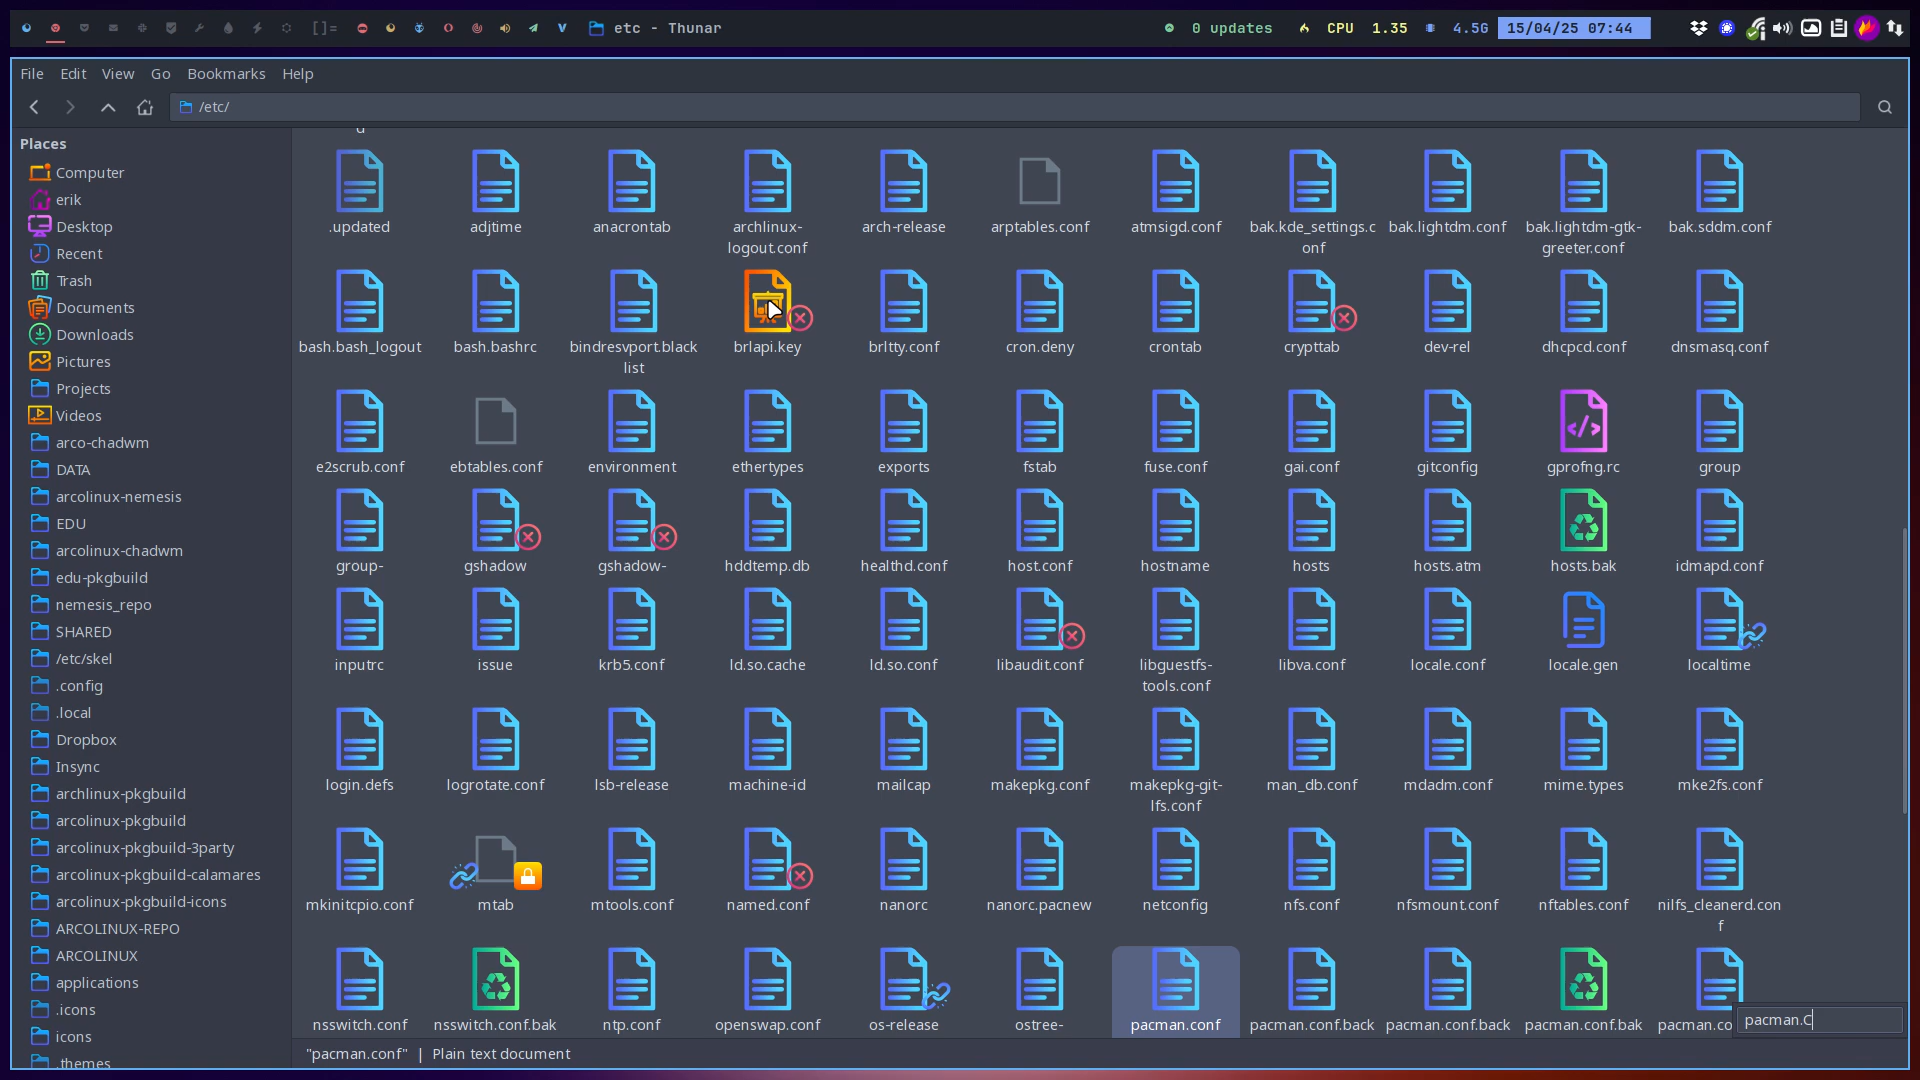 []=
etc - Thunar
0 updates
CPU 1.35
4.5G
15/04/25 07:44
File Edit View Go Bookmarks Help
/etc/
Places
Computer
erik
Desktop
Recent
Trash
Documents
Downloads
Pictures
Projects
Videos
arco-chadwm
DATA
arcolinux-nemesis
EDU
arcolinux-chadwm
edu-pkgbuild
nemesis_repo
SHARED
/etc/skel
.config
.local
Dropbox
Insync
archlinux-pkgbuild
arcolinux-pkgbuild
arcolinux-pkgbuild-3party
arcolinux-pkgbuild-calamares
arcolinux-pkgbuild-icons
ARCOLINUX-REPO
ARCOLINUX
applications
.icons
icons
.themes
d
.updated adjtime anacrontab archlinux- arch-release arptables.conf atmsigd.conf bak.kde_settings.c bak.lightdm.conf bak.lightdm-gtk- bak.sddm.conf
logout.conf onf greeter.conf
bash.bash_logout bash.bashrc bindresvport.black brlapi.key brltty.conf cron.deny crontab crypttab dev-rel dhcpcd.conf dnsmasq.conf
list
e2scrub.conf ebtables.conf environment ethertypes exports fstab fuse.conf gai.conf gitconfig gprofng.rc group
group- gshadow gshadow- hddtemp.db healthd.conf host.conf hostname hosts hosts.atm hosts.bak idmapd.conf
inputrc issue krb5.conf ld.so.cache ld.so.conf libaudit.conf libguestfs- libva.conf locale.conf locale.gen localtime
tools.conf
login.defs logrotate.conf lsb-release machine-id mailcap makepkg.conf makepkg-git- man_db.conf mdadm.conf mime.types mke2fs.conf
lfs.conf
mkinitcpio.conf mtab mtools.conf named.conf nanorc nanorc.pacnew netconfig nfs.conf nfsmount.conf nftables.conf nilfs_cleanerd.con
f
nsswitch.conf nsswitch.conf.bak ntp.conf openswap.conf os-release ostree- pacman.conf pacman.conf.back pacman.conf.back pacman.conf.bak pacman.co
pacman.C
"pacman.conf" | Plain text document